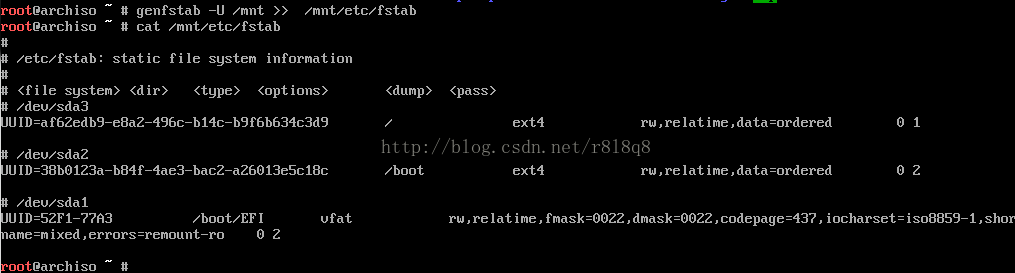 root@archiso ~ # genfstab -U /mnt >>  /mnt/etc/fstab
root@archiso ~ # cat /mnt/etc/fstab
#
# /etc/fstab: static file system information
#
# <file system> <dir>   <type>  <options>       <dump>  <pass>
# /dev/sda3
UUID=af62edb9-e8a2-496c-b14c-b9f6b634c3d9       /               ext4            rw,relatime,data=ordered        0 1
http://blog.csdn.net/r8l8q8
# /dev/sda2
UUID=38b0123a-b84f-4ae3-bac2-a26013e5c18c       /boot           ext4            rw,relatime,data=ordered        0 2
# /dev/sda1
UUID=52F1-77A3          /boot/EFI       vfat            rw,relatime,fmask=0022,dmask=0022,codepage=437,iocharset=iso8859-1,shor
name=mixed,errors=remount-ro    0 2
root@archiso ~ #